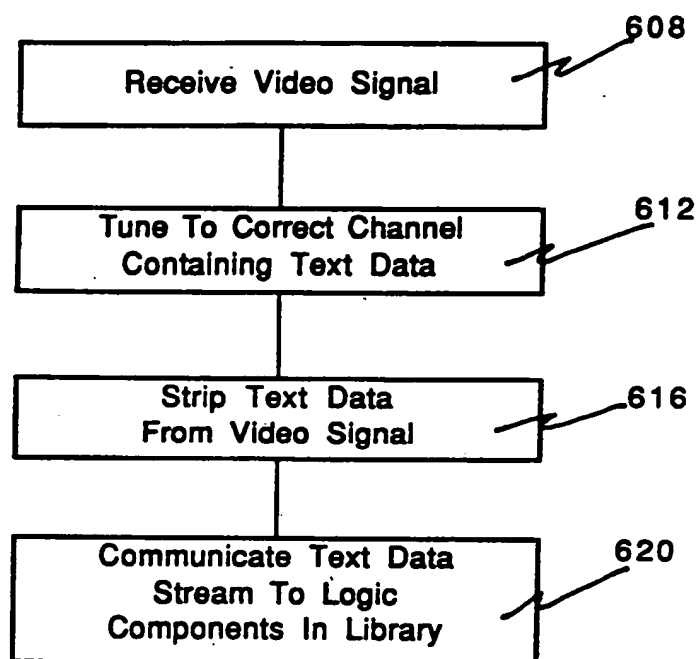 608
Receive Video Signal
612
Tune To Correct Channel
Containing Text Data
616
Strip Text Data
From Video Signal
620
Communicate Text Data
Stream To Logic
Components In Library